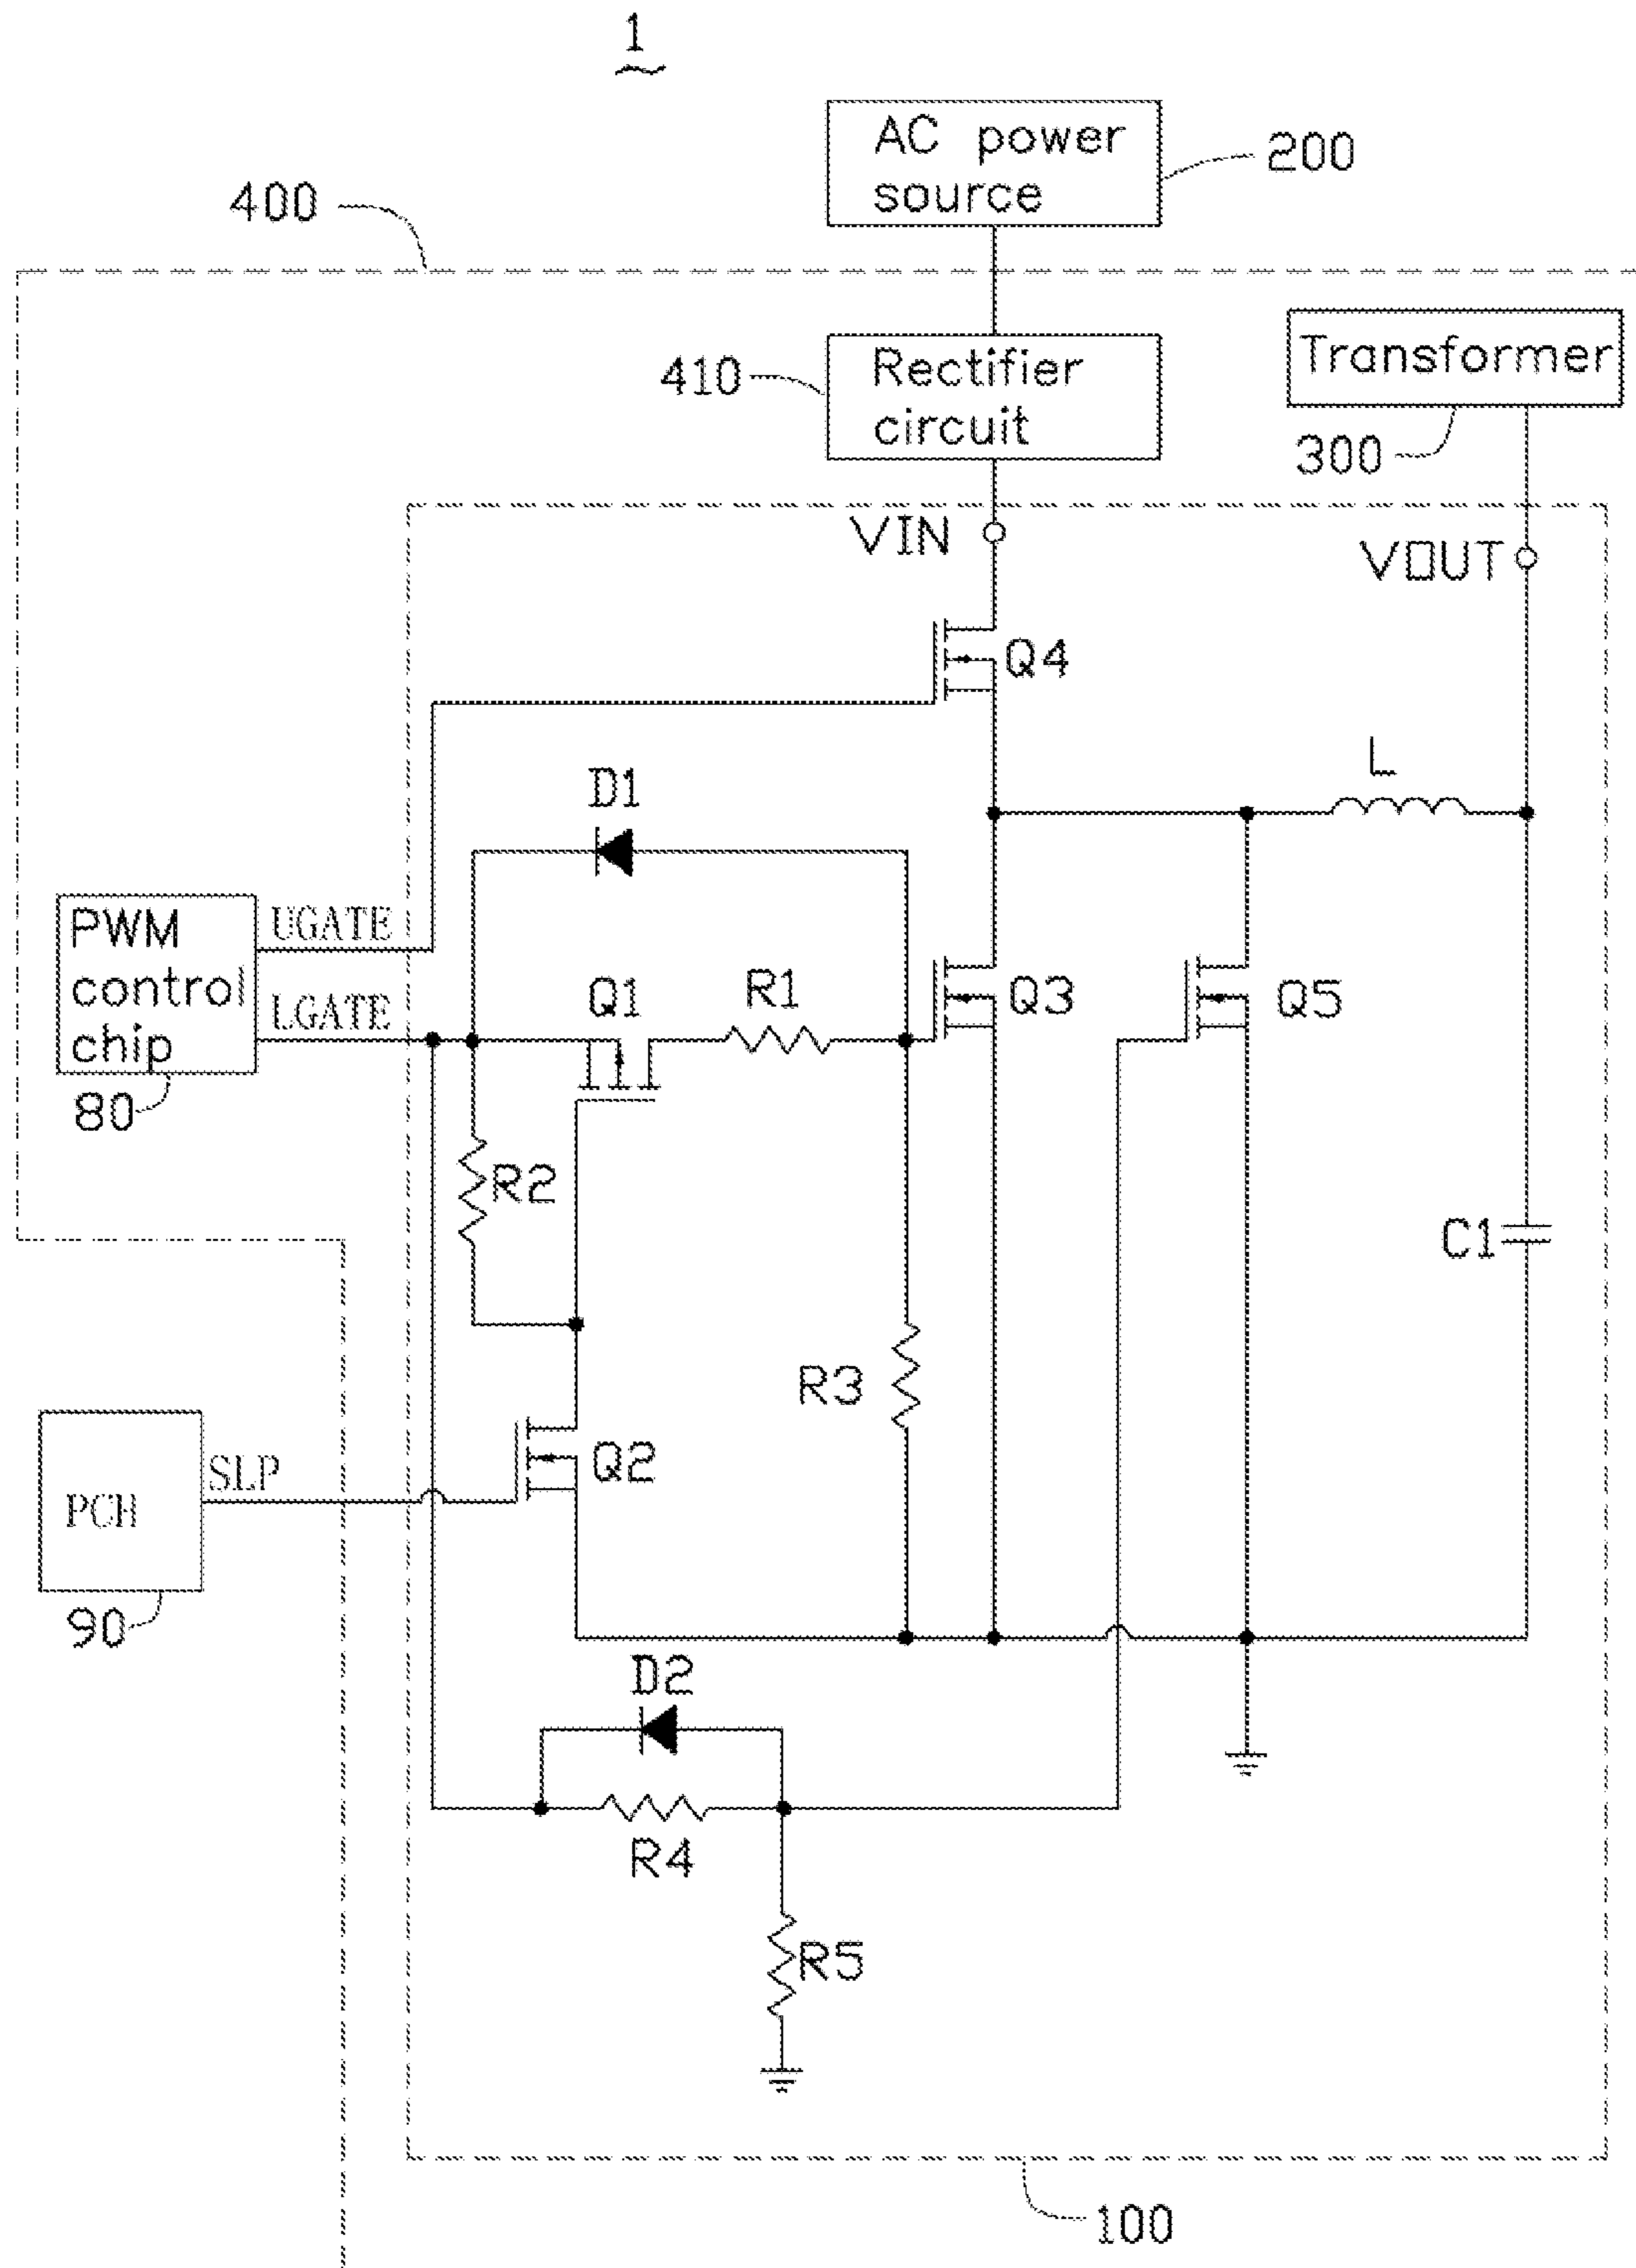 1
AC power
source
200
400
Transformer
410
Rectifier
circuit
300
VIN
VOUT
Q4
L
D1
PWM
control
chip
UGATE
LGATE
Q1
R1
Q3
Q5
80
R2
C1
R3
SLP
Q2
PCH
90
D2
R4
R5
100